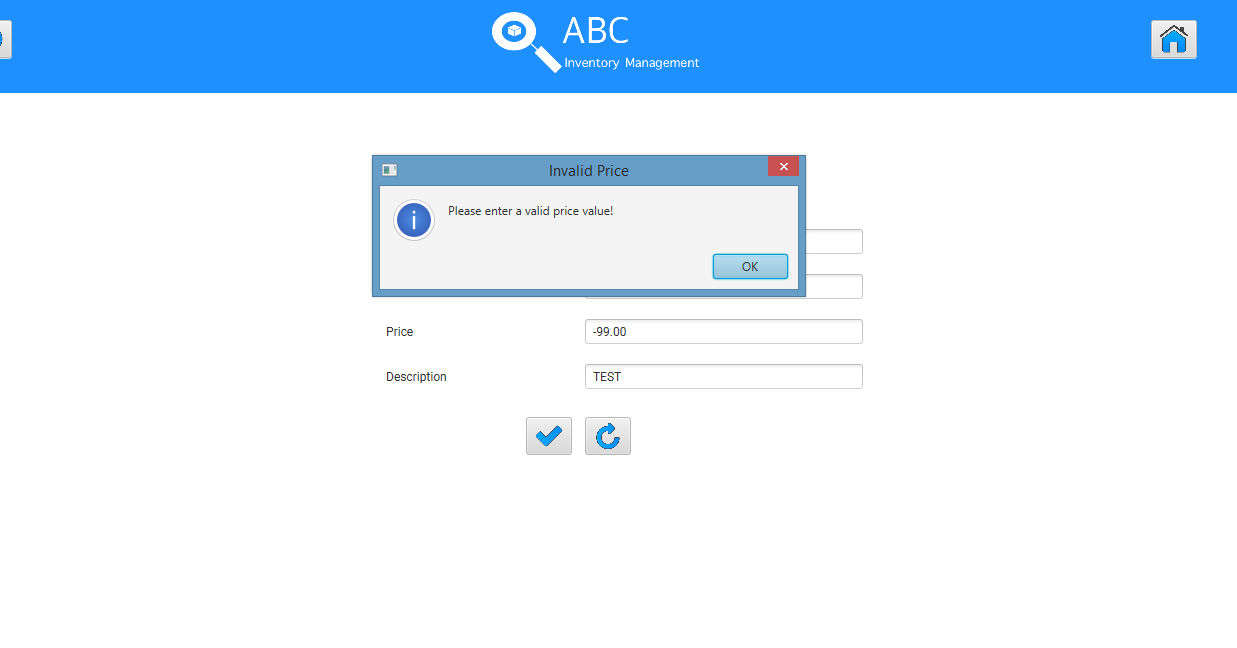 ABC
Inventory Management
Invalid Price
Please enter a valid price value!
OK
Price
-99.00
Description
TEST